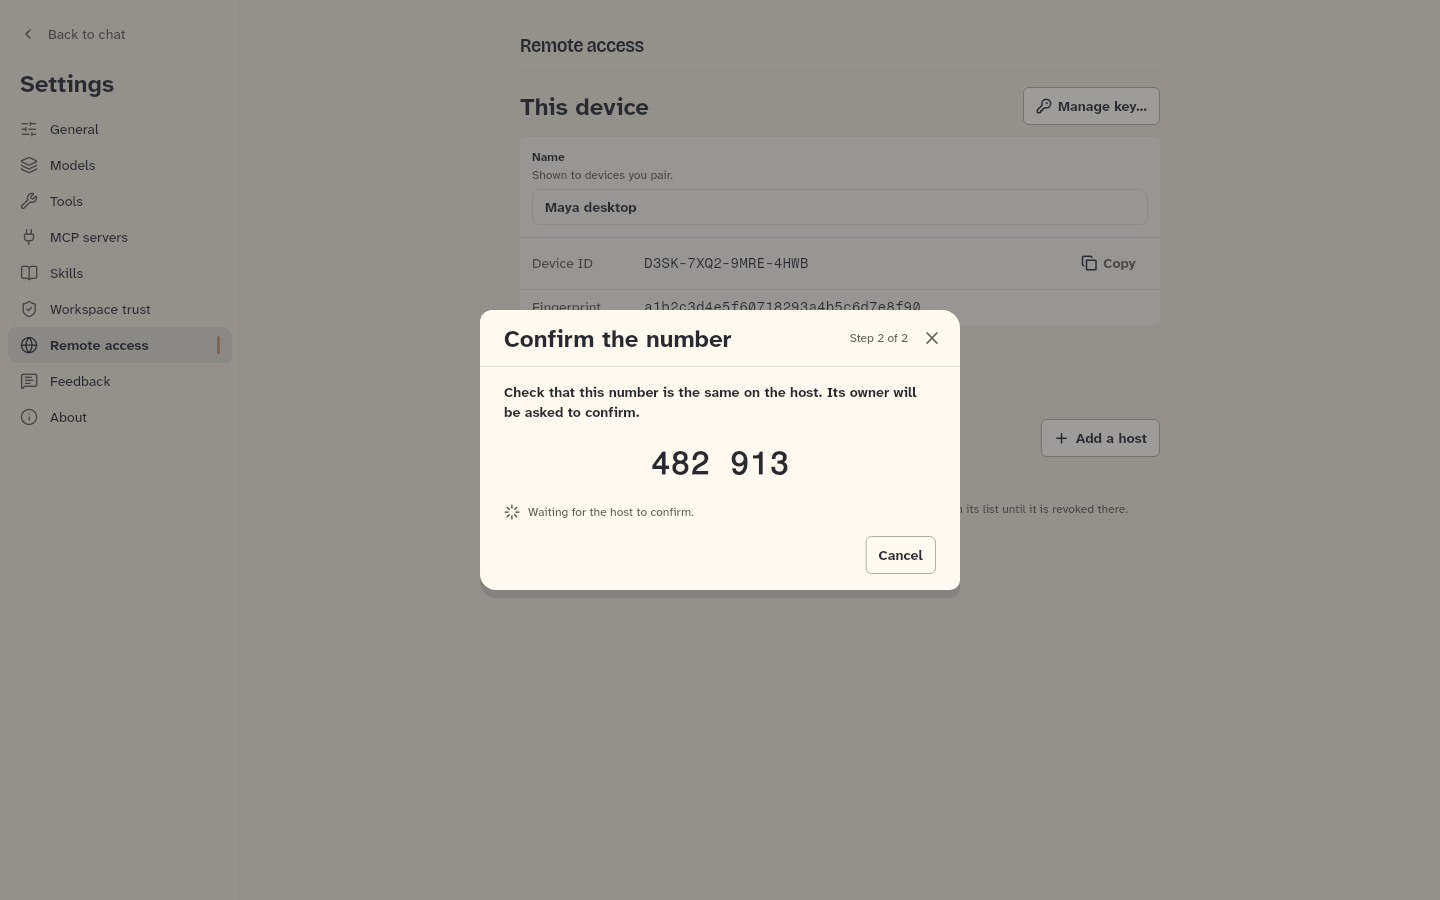 Back to chat
Settings
General
Models
Tools
MCP servers
Skills
Workspace trust
Remote access
Feedback
About
Remote access
This device
Manage key...
Name
Shown to devices you pair.
Maya desktop
Device ID
D3SK-7XQ2-9MRE-4HWB
Copy
Fingerprint
a1b2c3d4e5f60718293a4b5c6d7e8f90
Confirm the number
Step 2 of 2
Check that this number is the same on the host. Its owner will
be asked to confirm.
482 913
Waiting for the host to confirm.
Cancel
Add a host
its list until it is revoked there.